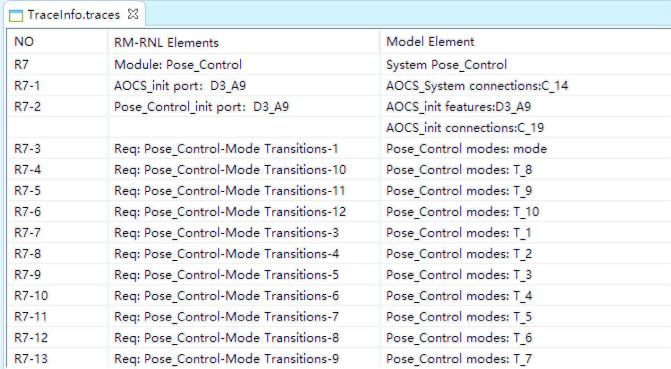 TraceInfo.traces
NO RM-RNL Elements Model Element
R7 Module: Pose_Control System Pose_Control
R7-1 AOCS_init port: D3_A9 AOCS_System connections:C_14
R7-2 Pose_Control_init port: D3_A9 AOCS_init features:D3_A9
AOCS_init connections:C_19
R7-3 Req: Pose_Control-Mode Transitions-1 Pose_Control modes: mode
R7-4 Req: Pose_Control-Mode Transitions-10 Pose_Control modes: T_8
R7-5 Req: Pose_Control-Mode Transitions-11 Pose_Control modes: T_9
R7-6 Req: Pose_Control-Mode Transitions-12 Pose_Control modes: T_10
R7-7 Req: Pose_Control-Mode Transitions-3 Pose_Control modes: T_1
R7-8 Req: Pose_Control-Mode Transitions-4 Pose_Control modes: T_2
R7-9 Req: Pose_Control-Mode Transitions-5 Pose_Control modes: T_3
R7-10 Req: Pose_Control-Mode Transitions-6 Pose_Control modes: T_4
R7-11 Req: Pose_Control-Mode Transitions-7 Pose_Control modes: T_5
R7-12 Req: Pose_Control-Mode Transitions-8 Pose_Control modes: T_6
R7-13 Req: Pose_Control-Mode Transitions-9 Pose_Control modes: T_7